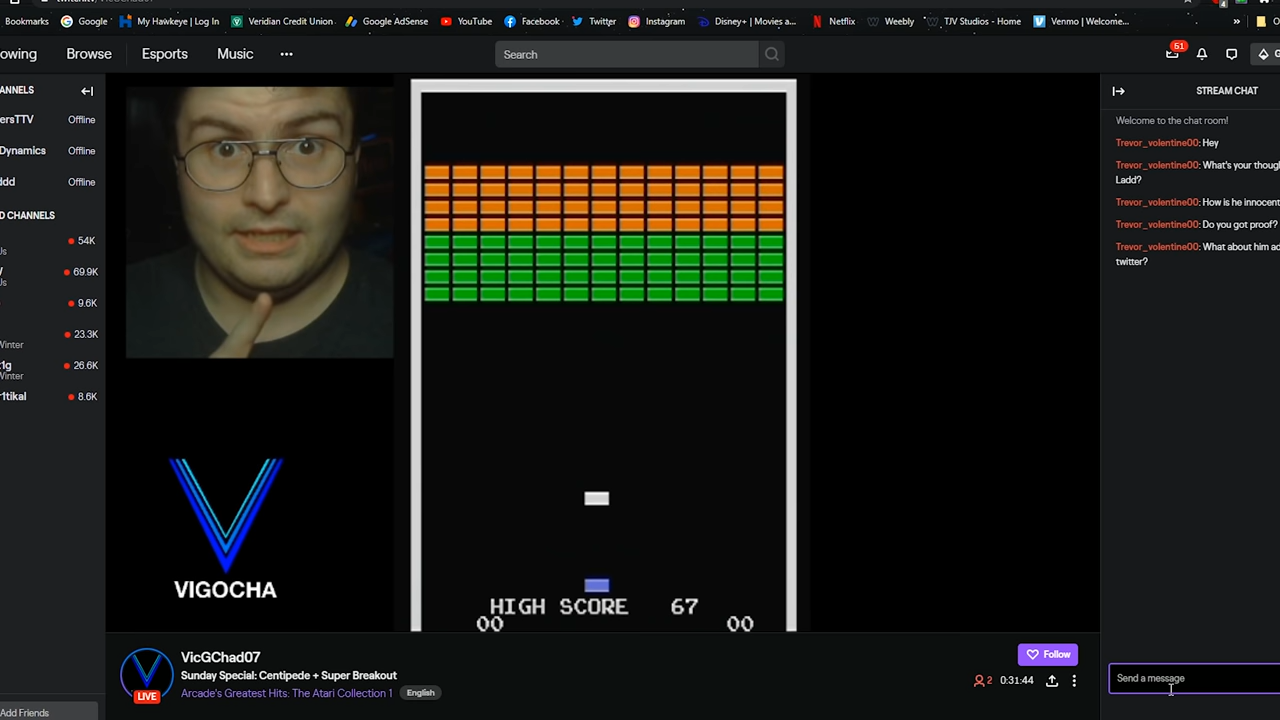 Bookmarks Google My Hawkeye | Log In Veridian Credit Union Google AdSense YouTube Facebook Twitter Instagram Disney+ | Movies a... Netflix Weebly TJV Studios - Home Venmo | Welcome... »
owing Browse Esports Music ••• Search 61
ANNELS
ersTTV Offline
Dynamics Offline
ddd Offline
D CHANNELS
54K
69.9K
9.6K
23.3K
Winter
k1g 26.6K
Winter
r1tikal 8.6K
Add Friends
VIGOCHA
HIGH SCORE 67
00 00
VicGChad07
Sunday Special: Centipede + Super Breakout
Arcade's Greatest Hits: The Atari Collection 1 English
LIVE
Follow
2 0:31:44
STREAM CHAT
Welcome to the chat room!
Trevor_volentine00: Hey
Trevor_volentine00: What's your thoug
Ladd?
Trevor_volentine00: How is he innocent
Trevor_volentine00: Do you got proof?
Trevor_volentine00: What about him ac
twitter?
Send a message